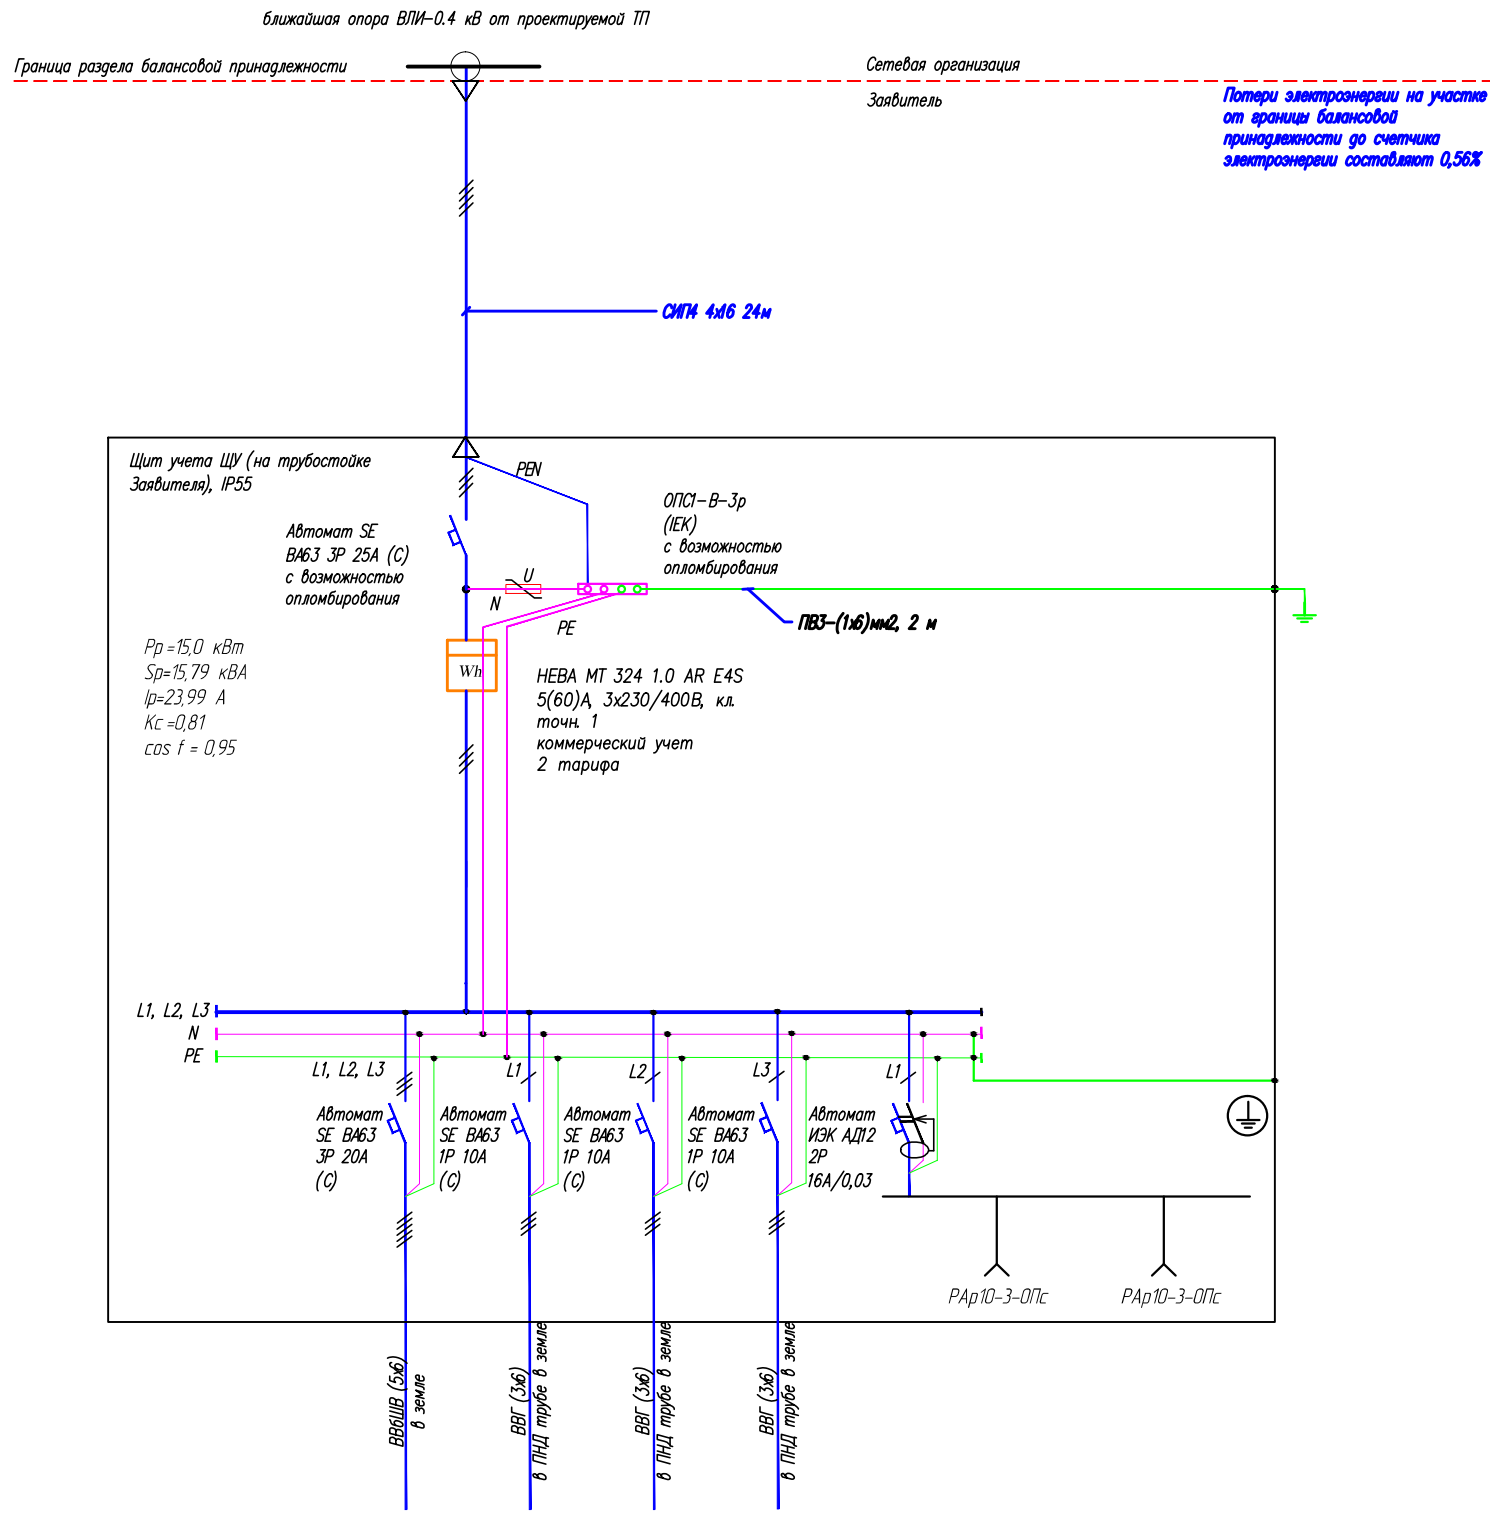 ближайшая опора ВЛИ-0.4 кВ от проектируемой ТП
Граница раздела балансовой принадлежности
Сетевая организация
Заявитель
Потери электроэнергии на участке
от границы балансовой
принадлежности до счетчика
электроэнергии составляют 0,56%
СИП4 4х16 24м
Щит учета ЩУ (на трубостойке
Заявителя), IP55
PEN
Автомат SE
ВА63 3Р 25А (С)
с возможностью
опломбирования
ОПС1-В-3р
(IEK)
с возможностью
опломбирования
U
N
PE
ПВ3-(1х6)мм2, 2 м
Рр=15,0 кВт
Sр=15,79 кВА
Iр=23,99 А
Кс=0,81
cos f = 0,95
Wh
НЕВА МТ 324 1.0 AR E4S
5(60)А, 3х230/400В, кл.
точн. 1
коммерческий учет
2 тарифа
L1, L2, L3
N
PE
L1, L2, L3
L1
L2
L3
L1
Автомат
SE ВА63
3Р 20А
(С)
Автомат
SE ВА63
1Р 10А
(С)
Автомат
SE ВА63
1Р 10А
(С)
Автомат
SE ВА63
1Р 10А
(С)
Автомат
ИЭК АД12
2Р
16А/0,03
РАр10-3-ОПс
РАр10-3-ОПс
ВВбШВ (5х6)
в земле
ВВГ (3х6)
в ПНД трубе в земле
ВВГ (3х6)
в ПНД трубе в земле
ВВГ (3х6)
в ПНД трубе в земле